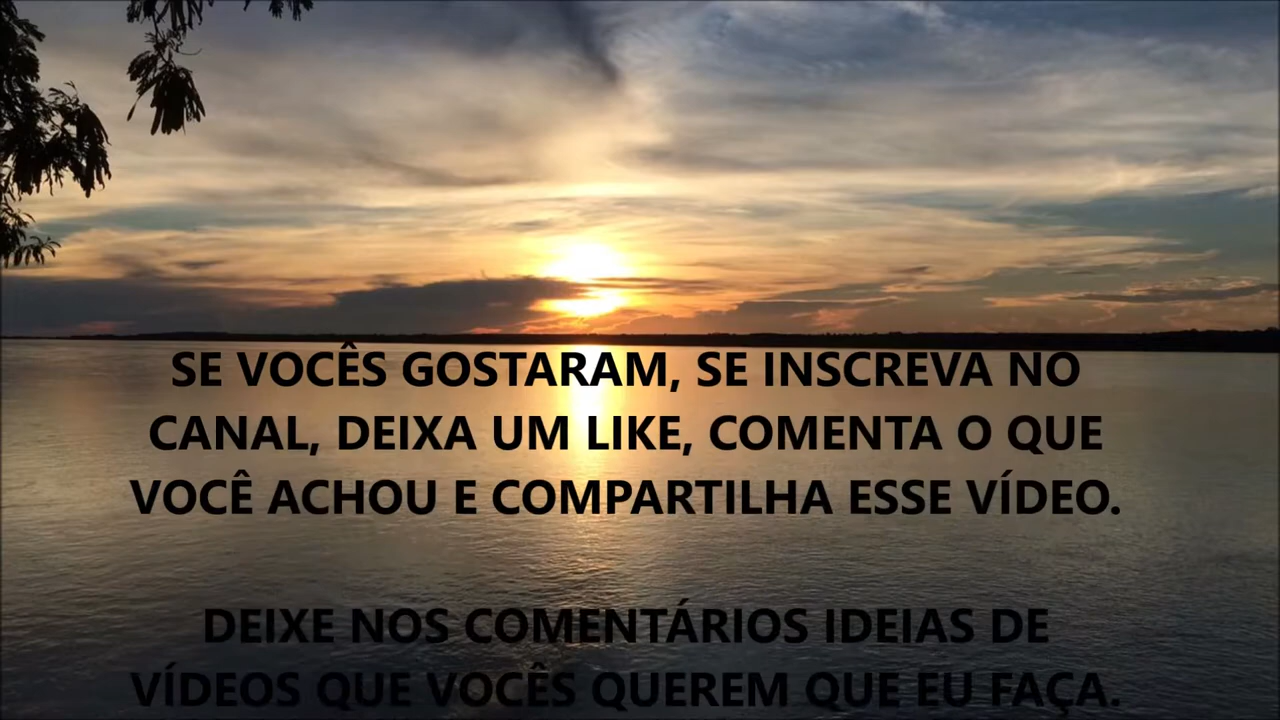 SE VOCÊS GOSTARAM, SE INSCREVA NO
CANAL, DEIXA UM LIKE, COMENTA O QUE
VOCÊ ACHOU E COMPARTILHA ESSE VÍDEO.
DEIXE NOS COMENTÁRIOS IDEIAS DE
VÍDEOS QUE VOCÊS QUEREM QUE EU FAÇA.